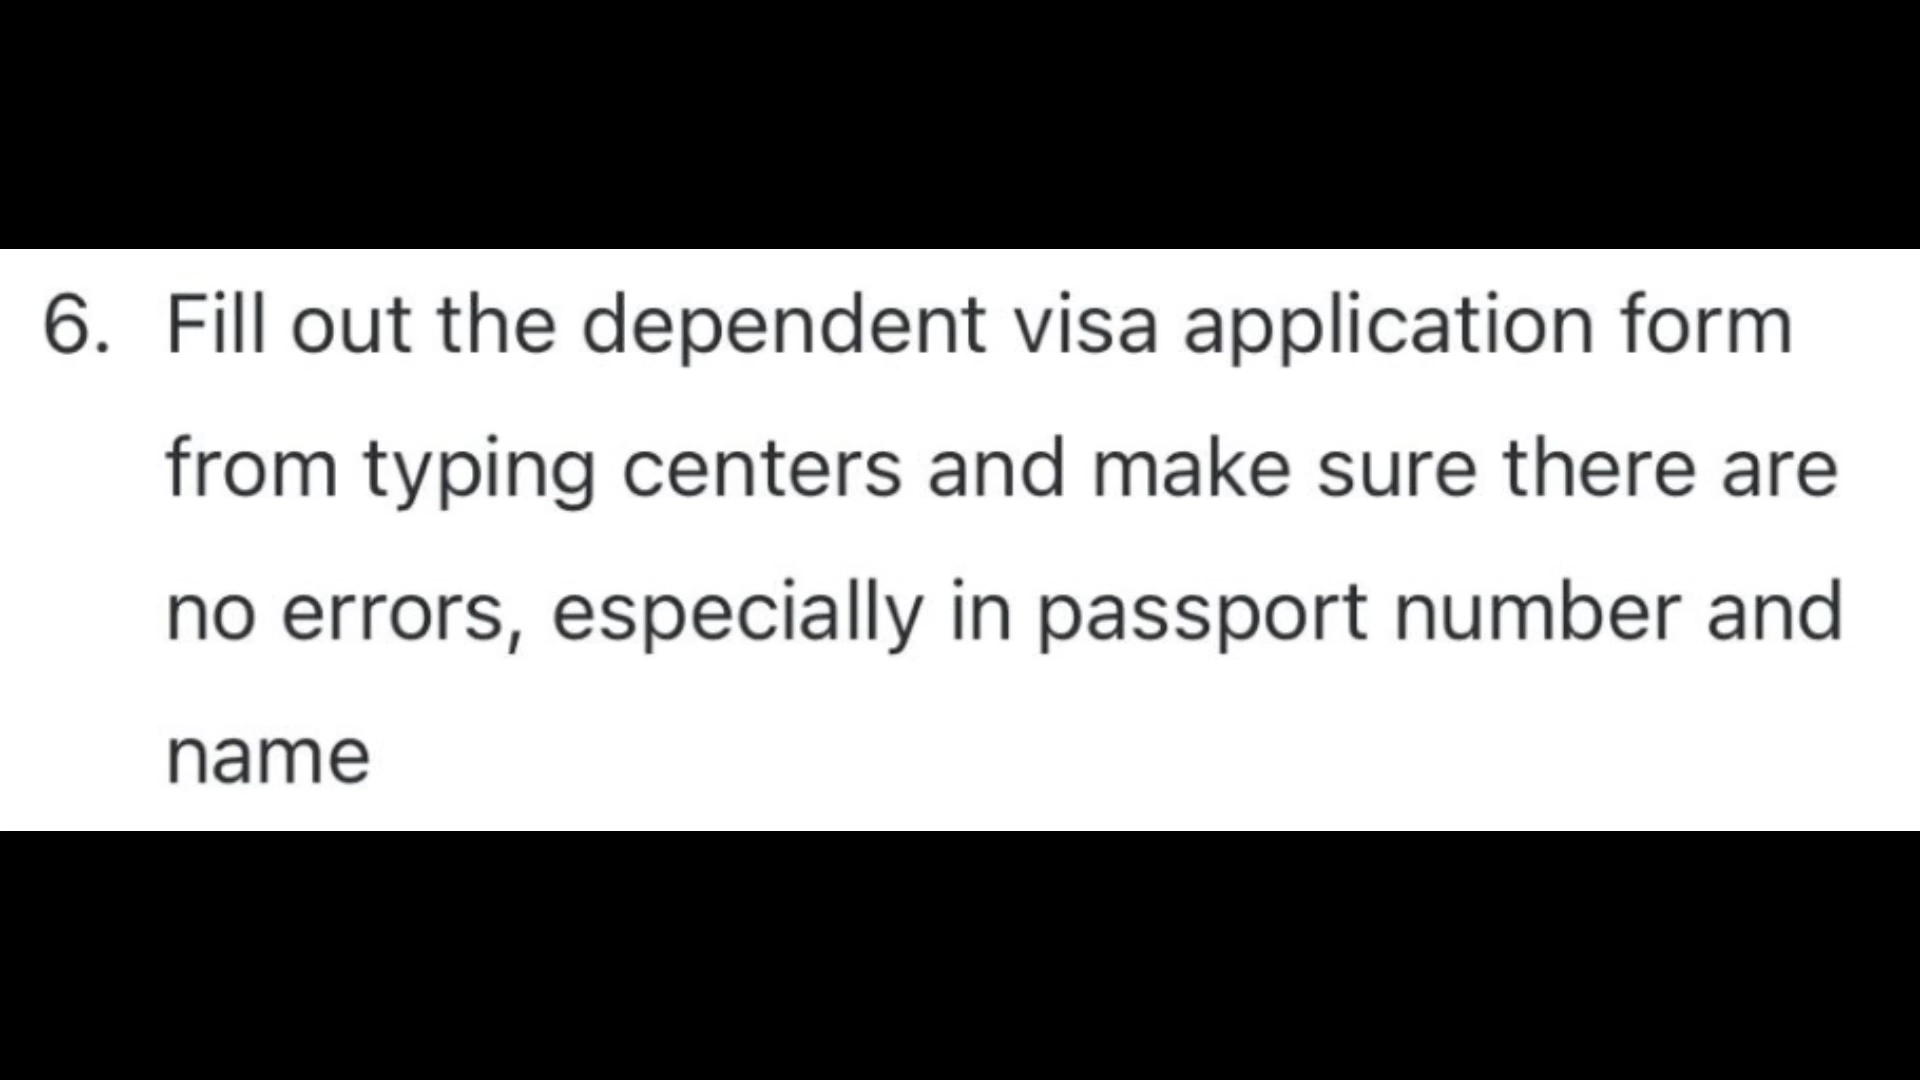 6. Fill out the dependent visa application form
from typing centers and make sure there are
no errors, especially in passport number and
name